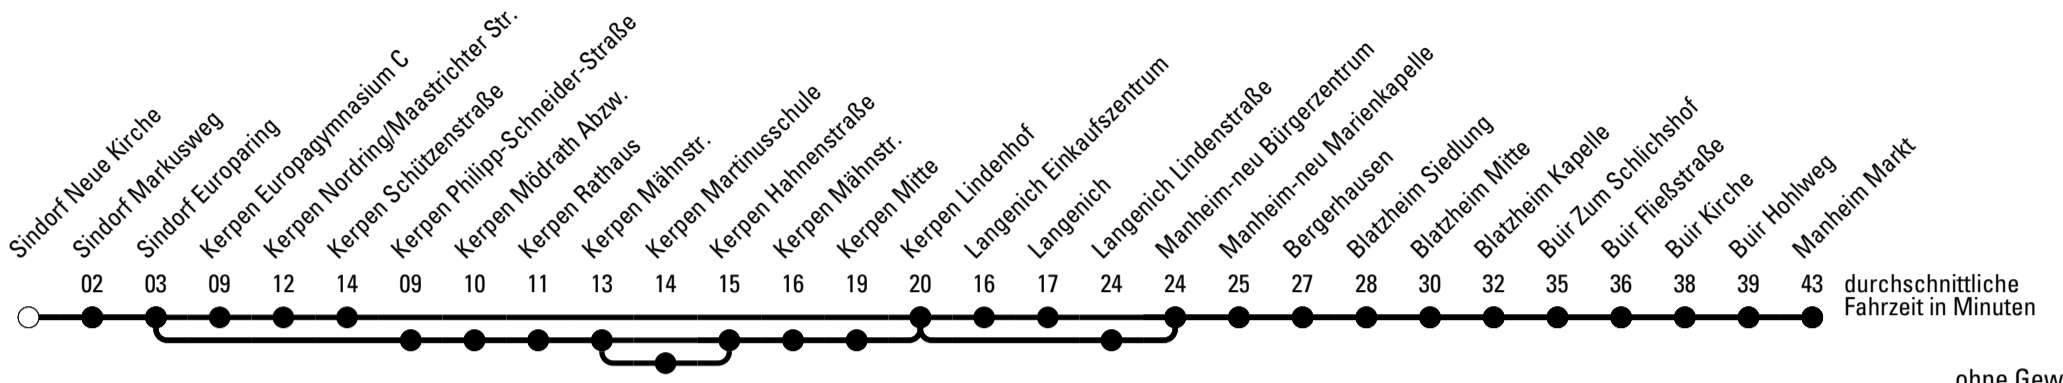 Sindorf Neue Kirche
Sindorf Markusweg
Sindorf Europaring
Kerpen Europagymnasium C
Kerpen Nordring/Maastrichter Str.
Kerpen Schützenstraße
Kerpen Philipp-Schneider-Straße
Kerpen Mödrath Abzw.
Kerpen Rathaus
Kerpen Mähnstr.
Kerpen Martinusschule
Kerpen Hahnenstraße
Kerpen Mähnstr.
Kerpen Mitte
Kerpen Lindenhof
Langenich Einkaufszentrum
Langenich
Langenich Lindenstraße
Manheim-neu Bürgerzentrum
Manheim-neu Marienkapelle
Bergerhausen
Blatzheim Siedlung
Blatzheim Mitte
Blatzheim Kapelle
Buir Zum Schlichshof
Buir Fließstraße
Buir Kirche
Buir Hohlweg
Manheim Markt
02 03 09 12 14 09 10 11 13 14 15 16 19 20 16 17 24 24 25 27 28 30 32 35 36 38 39 43 durchschnittliche
Fahrzeit in Minuten
ohne Gew